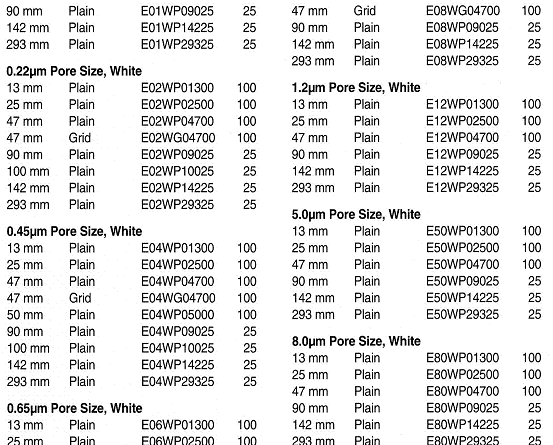 90 mm Plain E01WP09025 25
142 mm Plain E01WP14225 25
293 mm Plain E01WP29325 25
0.22µm Pore Size, White
13 mm Plain E02WP01300 100
25 mm Plain E02WP02500 100
47 mm Plain E02WP04700 100
47 mm Grid E02WG04700 100
90 mm Plain E02WP09025 25
100 mm Plain E02WP10025 25
142 mm Plain E02WP14225 25
293 mm Plain E02WP29325 25
0.45µm Pore Size, White
13 mm Plain E04WP01300 100
25 mm Plain E04WP02500 100
47 mm Plain E04WP04700 100
47 mm Grid E04WG04700 100
50 mm Plain E04WP05000 100
90 mm Plain E04WP09025 25
100 mm Plain E04WP10025 25
142 mm Plain E04WP14225 25
293 mm Plain E04WP29325 25
0.65µm Pore Size, White
13 mm Plain E06WP01300 100
25 mm Plain E06WP02500 100
47 mm Grid E08WG04700 100
90 mm Plain E08WP09025 25
142 mm Plain E08WP14225 25
293 mm Plain E08WP29325 25
1.2µm Pore Size, White
13 mm Plain E12WP01300 100
25 mm Plain E12WP02500 100
47 mm Plain E12WP04700 100
90 mm Plain E12WP09025 25
142 mm Plain E12WP14225 25
293 mm Plain E12WP29325 25
5.0µm Pore Size, White
13 mm Plain E50WP01300 100
25 mm Plain E50WP02500 100
47 mm Plain E50WP04700 100
90 mm Plain E50WP09025 25
142 mm Plain E50WP14225 25
293 mm Plain E50WP29325 25
8.0µm Pore Size, White
13 mm Plain E80WP01300 100
25 mm Plain E80WP02500 100
47 mm Plain E80WP04700 100
90 mm Plain E80WP09025 25
142 mm Plain E80WP14225 25
293 mm Plain E80WP29325 25